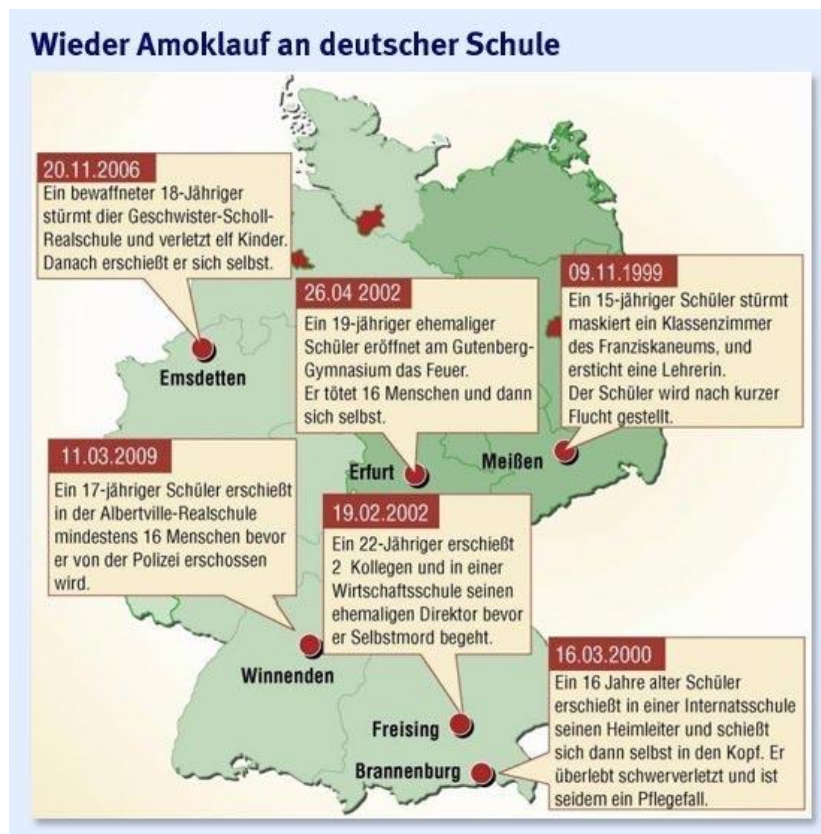 Wieder Amoklauf an deutscher Schule
20.11.2006
Ein bewaffneter 18-Jähriger
stürmt dier Geschwister-Scholl-
Realschule und verletzt elf Kinder.
Danach erschießt er sich selbst.
Emsdetten
26.04 2002
Ein 19-jähriger ehemaliger
Schüler eröffnet am Gutenberg-
Gymnasium das Feuer.
Er tötet 16 Menschen und dann
sich selbst.
Erfurt
09.11.1999
Ein 15-jähriger Schüler stürmt
maskiert ein Klassenzimmer
des Franziskaneums, und
ersticht eine Lehrerin.
Der Schüler wird nach kurzer
Flucht gestellt.
Meißen
11.03.2009
Ein 17-jähriger Schüler erschießt
in der Albertville-Realschule
mindestens 16 Menschen bevor
er von der Polizei erschossen
wird.
Winnenden
19.02.2002
Ein 22-Jähriger erschießt
2 Kollegen und in einer
Wirtschaftsschule seinen
ehemaligen Direktor bevor
er Selbstmord begeht.
Freising
16.03.2000
Ein 16 Jahre alter Schüler
erschießt in einer Internatsschule
seinen Heimleiter und schießt
sich dann selbst in den Kopf. Er
überlebt schwerverletzt und ist
seidem ein Pflegefall.
Brannenburg